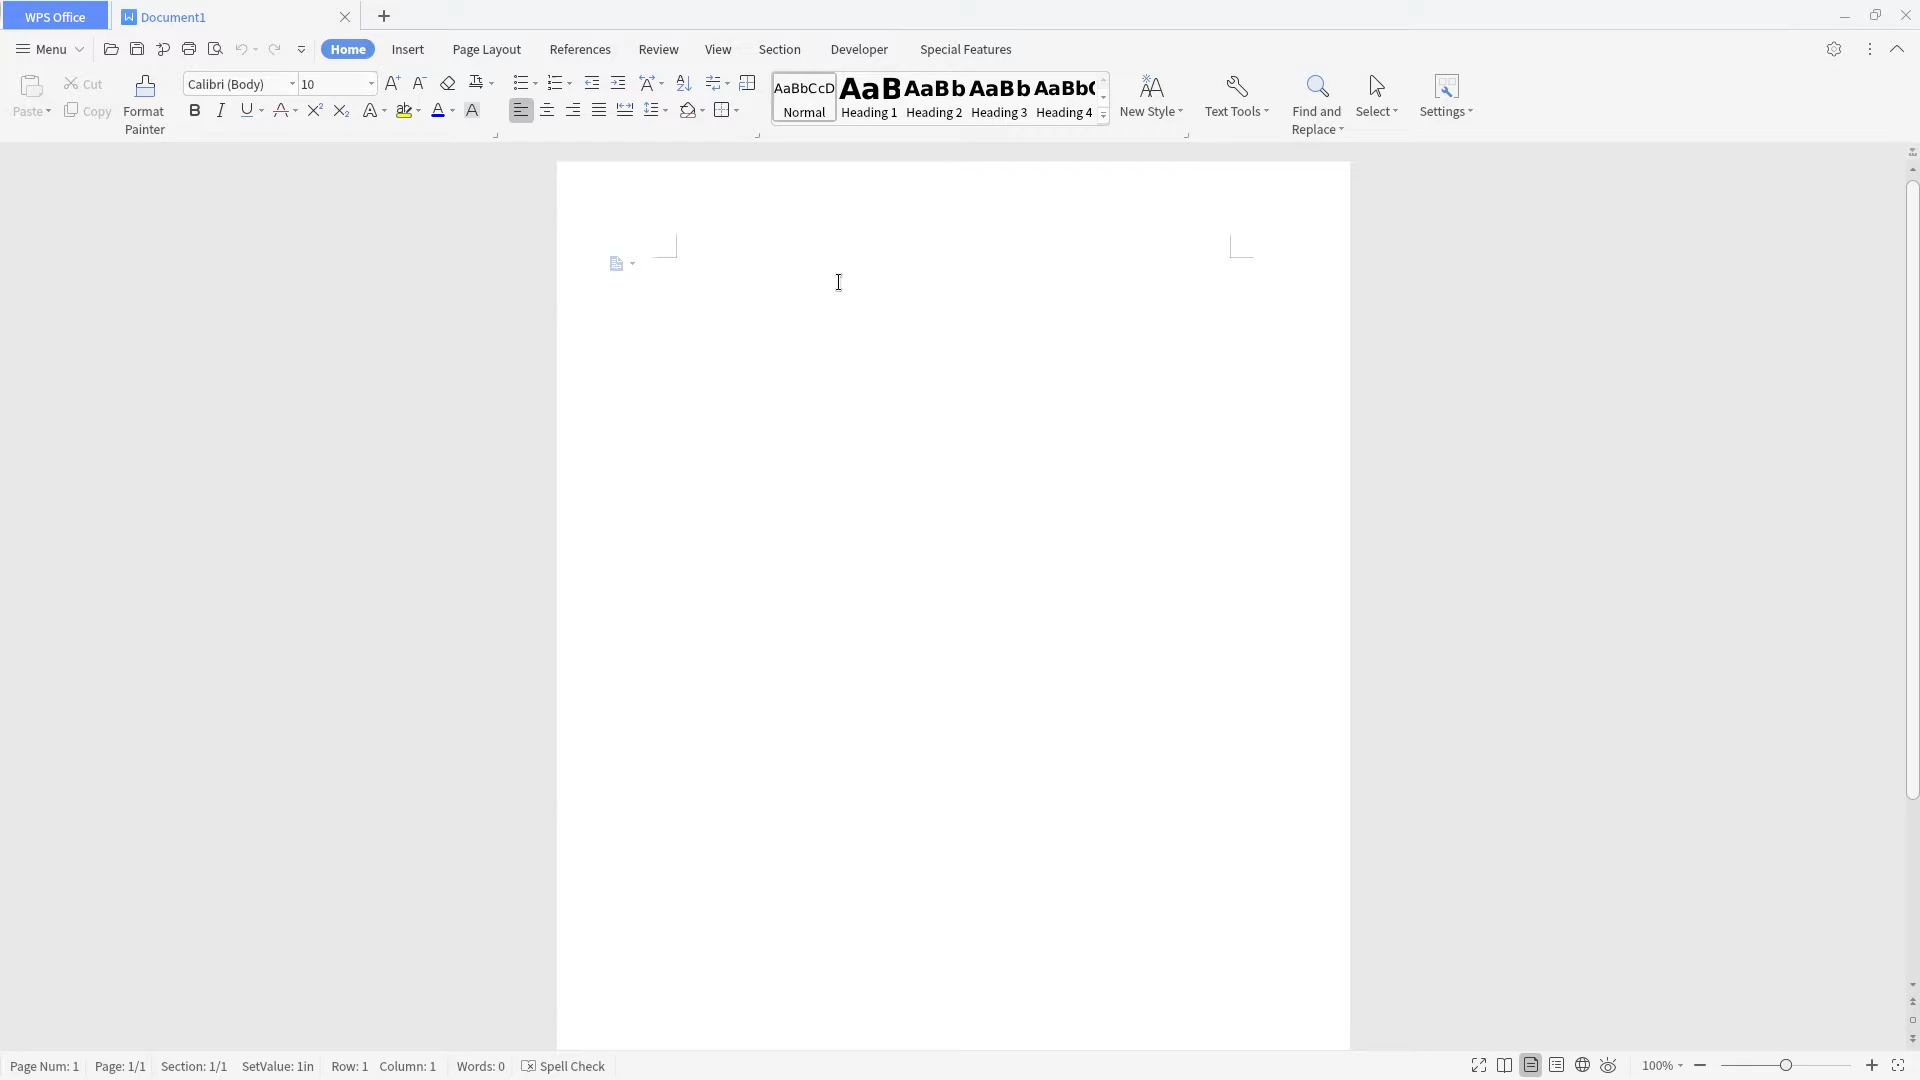 WPS Office
Document1
Menu
Home
Insert
Page Layout
References
Review
View
Section
Developer
Special Features
Paste
Cut
Copy
Format
Painter
Calibri (Body)
10
AaBbCcD
Normal
AaB
Heading 1
AaBb
Heading 2
AaBb
Heading 3
AaBb(
Heading 4
New Style
Text Tools
Find and
Replace
Select
Settings
Page Num: 1
Page: 1/1
Section: 1/1
SetValue: 1in
Row: 1
Column: 1
Words: 0
Spell Check
100%